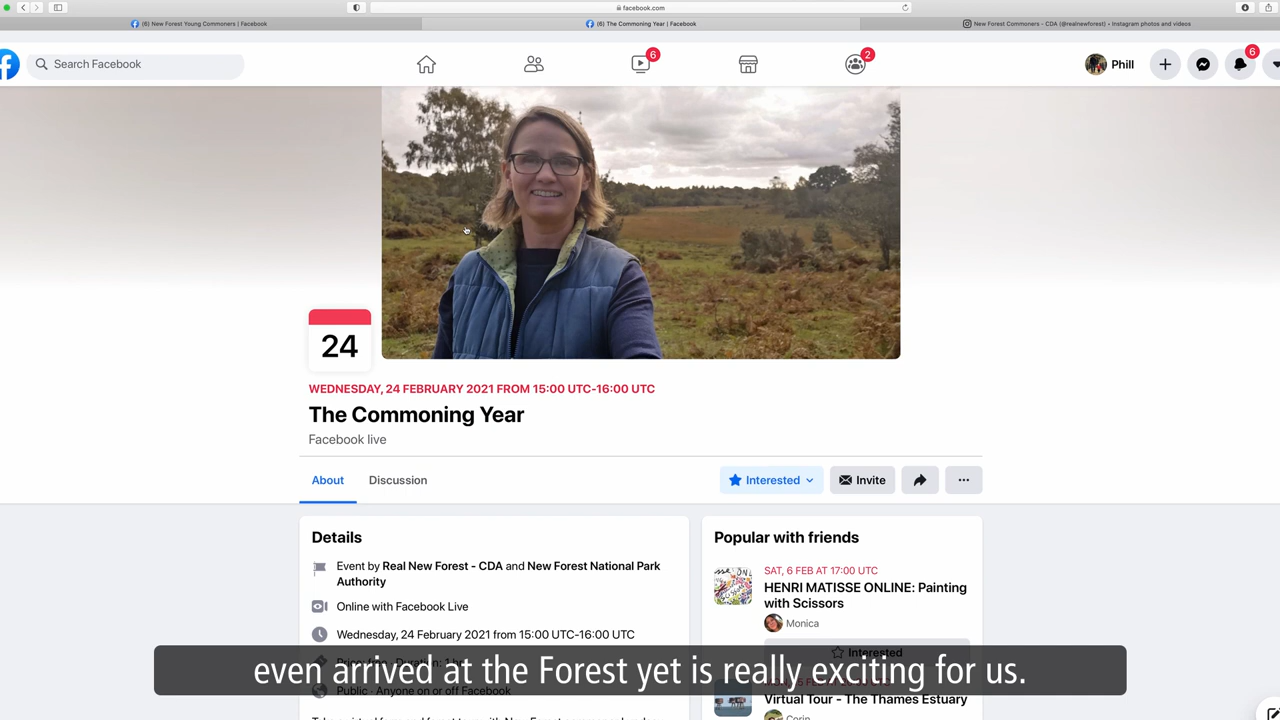 facebook.com
(6) New Forest Young Commoners | Facebook
(6) The Commoning Year | Facebook
New Forest Commoners - CDA (@realnewforest) • Instagram photos and videos
Search Facebook
6
2
Phill
6
24
WEDNESDAY, 24 FEBRUARY 2021 FROM 15:00 UTC-16:00 UTC
The Commoning Year
Facebook live
About
Discussion
Interested
Invite
Details
Event by Real New Forest - CDA and New Forest National Park
Authority
Online with Facebook Live
Wednesday, 24 February 2021 from 15:00 UTC-16:00 UTC
Public · Anyone on or off Facebook
Popular with friends
SAT, 6 FEB AT 17:00 UTC
HENRI MATISSE ONLINE: Painting
with Scissors
Monica
Interested
Virtual Tour - The Thames Estuary
Corin
even arrived at the Forest yet is really exciting for us.